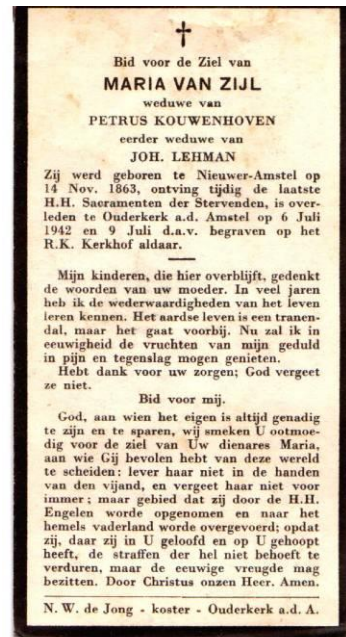 Bid voor de Ziel van
MARIA VAN ZIJL
weduwe van
PETRUS KOUWENHOVEN
eerder weduwe van
JOH. LEHMAN
Zij werd geboren te Nieuwer-Amstel op
14 Nov. 1863, ontving tijdig de laatste
H.H. Sacramenten der Stervenden, is over-
leden te Ouderkerk a.d. Amstel op 6 Juli
1942 en 9 Juli d.a.v. begraven op het
R.K. Kerkhof aldaar.
Mijn kinderen, die hier overblijft, gedenkt
de woorden van uw moeder. In veel jaren
heb ik de wederwaardigheden van het leven
leren kennen. Het aardse leven is een tranen-
dal, maar het gaat voorbij. Nu zal ik in
eeuwigheid de vruchten van mijn geduld
in pijn en tegenslag mogen genieten.
Hebt dank voor uw zorgen; God vergeet
ze niet.
Bid voor mij.
God, aan wien het eigen is altijd genadig
te zijn en te sparen, wij smeken U ootmoe-
dig voor de ziel van Uw dienares Maria,
aan wie Gij bevolen hebt van deze wereld
te scheiden: lever haar niet in de handen
van den vijand, en vergeet haar niet voor
immer; maar gebied dat zij door de H.H.
Engelen worde opgenomen en naar het
hemels vaderland worde overgevoerd; opdat
zij, daar zij in U geloofd en op U gehoopt
heeft, de straffen der hel niet behoeft te
verduren, maar de eeuwige vreugde mag
bezitten. Door Christus onzen Heer. Amen.
N. W. de Jong - koster - Ouderkerk a.d. A.